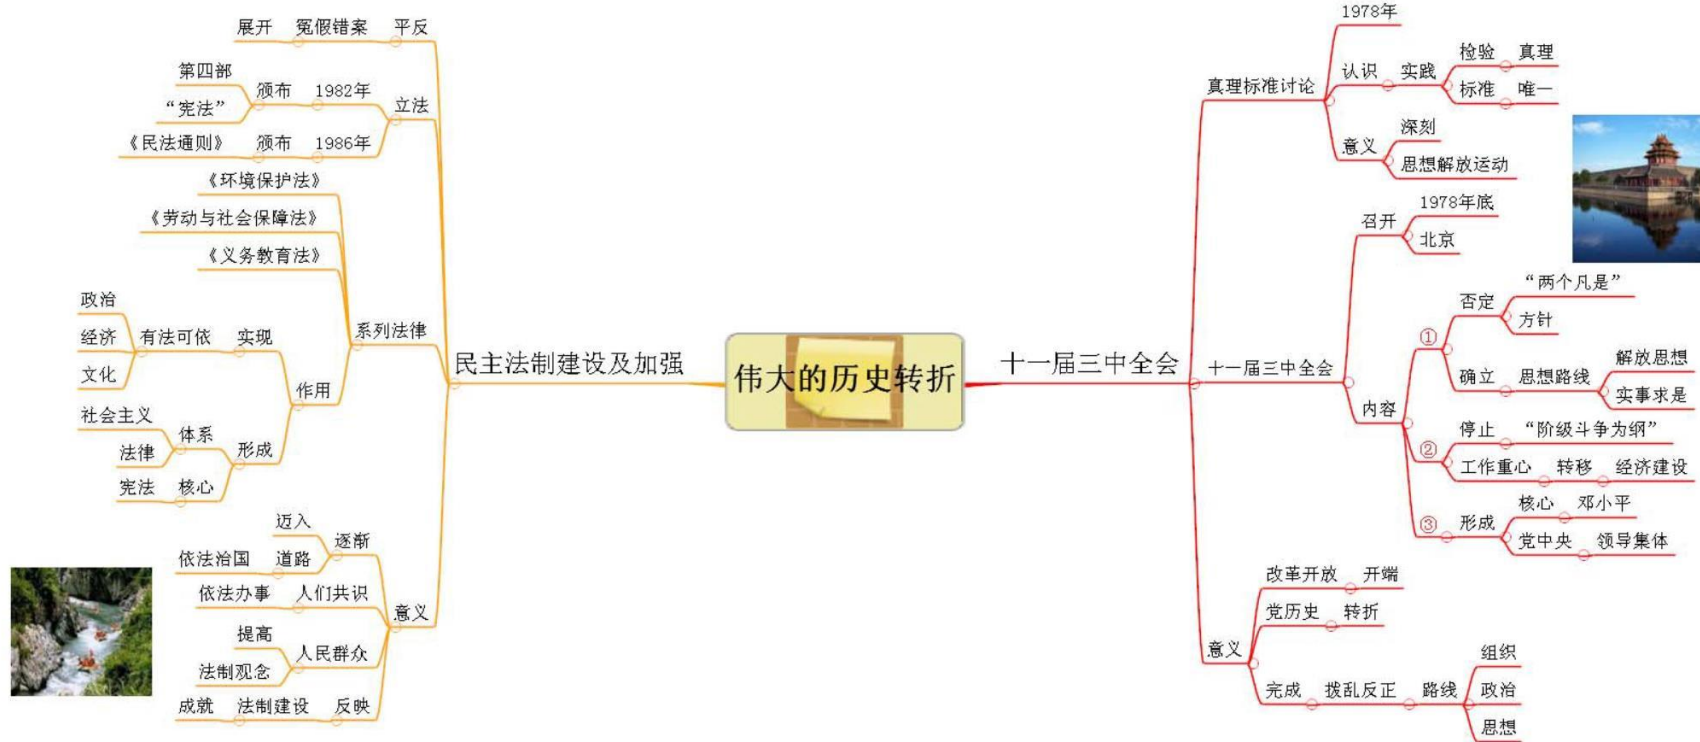 伟大的历史转折
十一届三中全会
真理标准讨论
1978年
认识
实践
检验
真理
标准
唯一
意义
深刻
思想解放运动
十一届三中全会
召开
1978年底
北京
内容
①
否定
“两个凡是”
方针
确立
思想路线
解放思想
实事求是
②
停止
“阶级斗争为纲”
工作重心
转移
经济建设
③
形成
核心
邓小平
党中央
领导集体
意义
改革开放
开端
党历史
转折
完成
拨乱反正
路线
组织
政治
思想
民主法制建设及加强
平反
冤假错案
展开
立法
1982年
颁布
第四部
“宪法”
1986年
颁布
《民法通则》
系列法律
《环境保护法》
《劳动与社会保障法》
《义务教育法》
作用
实现
有法可依
政治
经济
文化
形成
体系
社会主义
法律
核心
宪法
意义
逐渐
迈入
道路
依法治国
人们共识
依法办事
人民群众
提高
法制观念
反映
法制建设
成就